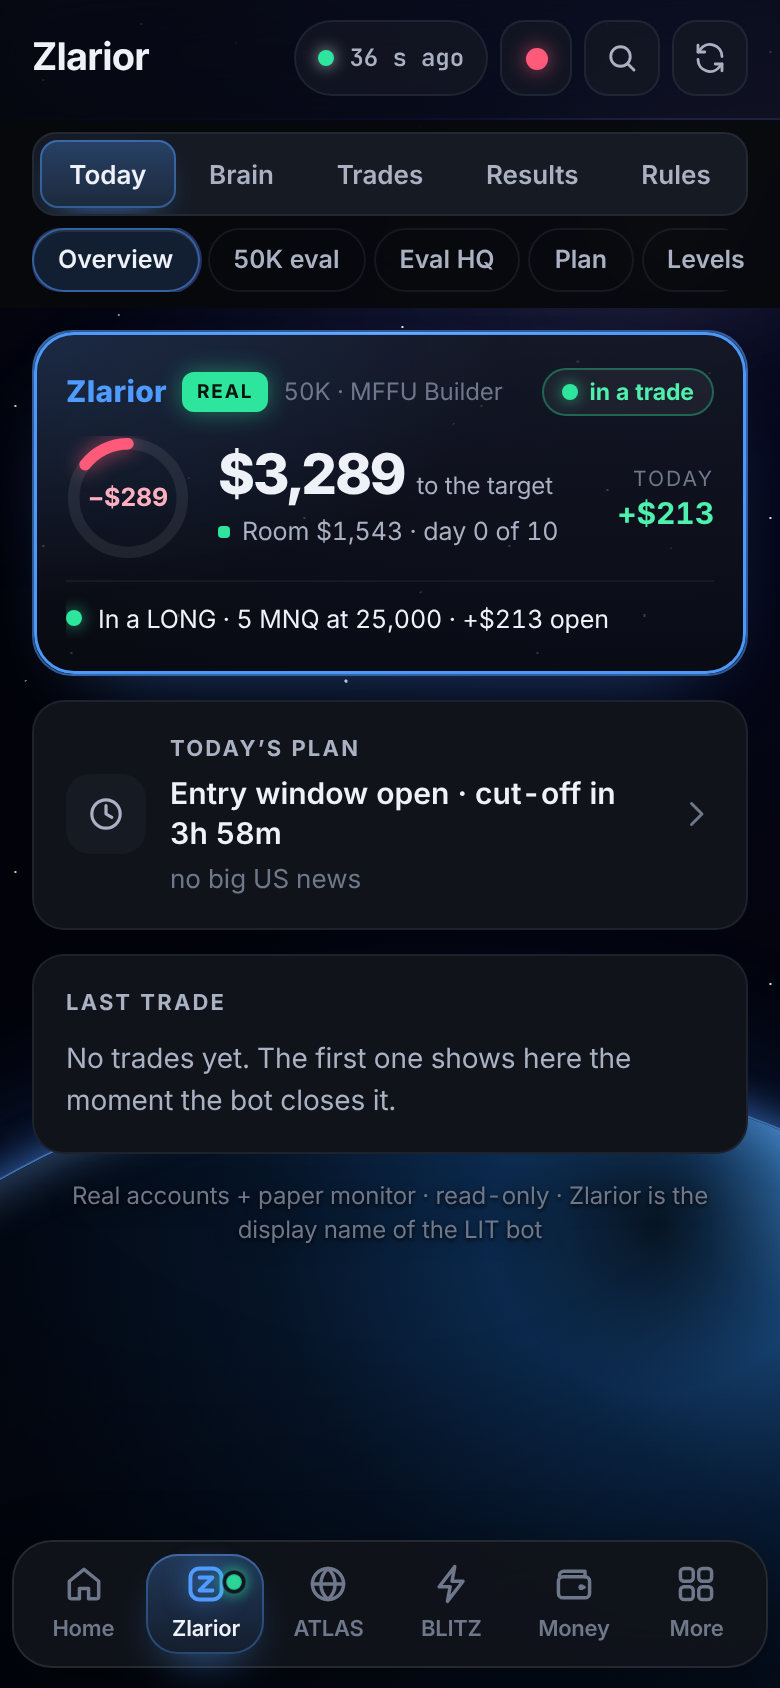 Zlarior
36 s ago
Today Brain Trades Results Rules
Overview 50K eval Eval HQ Plan Levels
Zlarior REAL 50K · MFFU Builder in a trade
−$289
$3,289 to the target
Room $1,543 · day 0 of 10
TODAY
+$213
In a LONG · 5 MNQ at 25,000 · +$213 open
TODAY’S PLAN
Entry window open · cut-off in
3h 58m
no big US news
LAST TRADE
No trades yet. The first one shows here the
moment the bot closes it.
Real accounts + paper monitor · read-only · Zlarior is the
display name of the LIT bot
Home Zlarior ATLAS BLITZ Money More